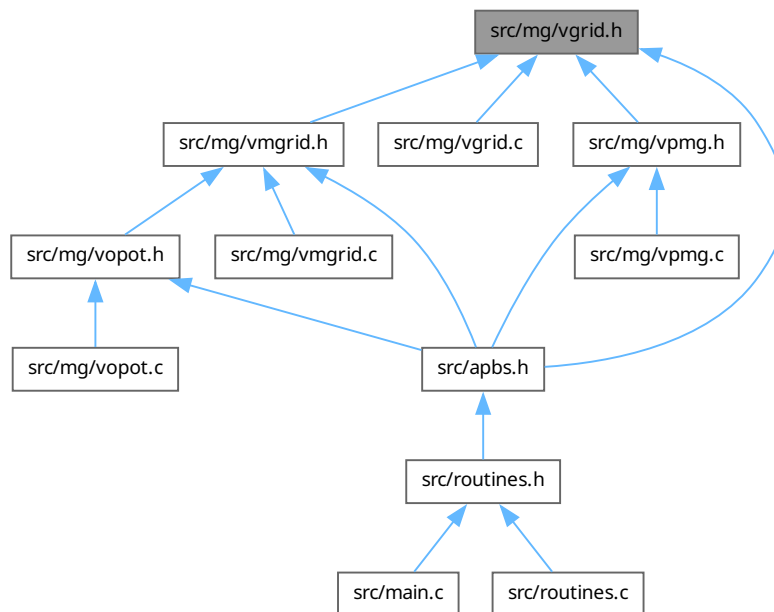 src/mg/vgrid.h
src/mg/vmgrid.h
src/mg/vgrid.c
src/mg/vpmg.h
src/mg/vopot.h
src/mg/vmgrid.c
src/mg/vpmg.c
src/mg/vopot.c
src/apbs.h
src/routines.h
src/main.c
src/routines.c